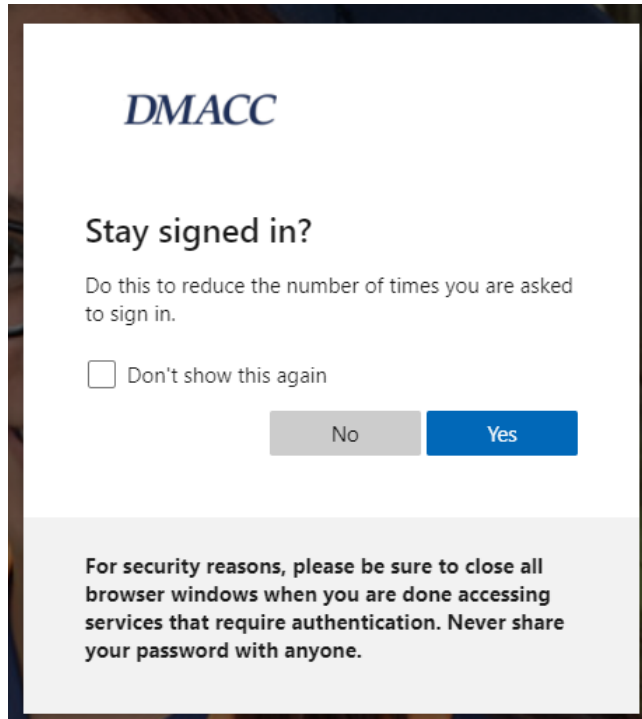 DMACC
Stay signed in?
Do this to reduce the number of times you are asked
to sign in.
Don't show this again
No
Yes
For security reasons, please be sure to close all
browser windows when you are done accessing
services that require authentication. Never share
your password with anyone.